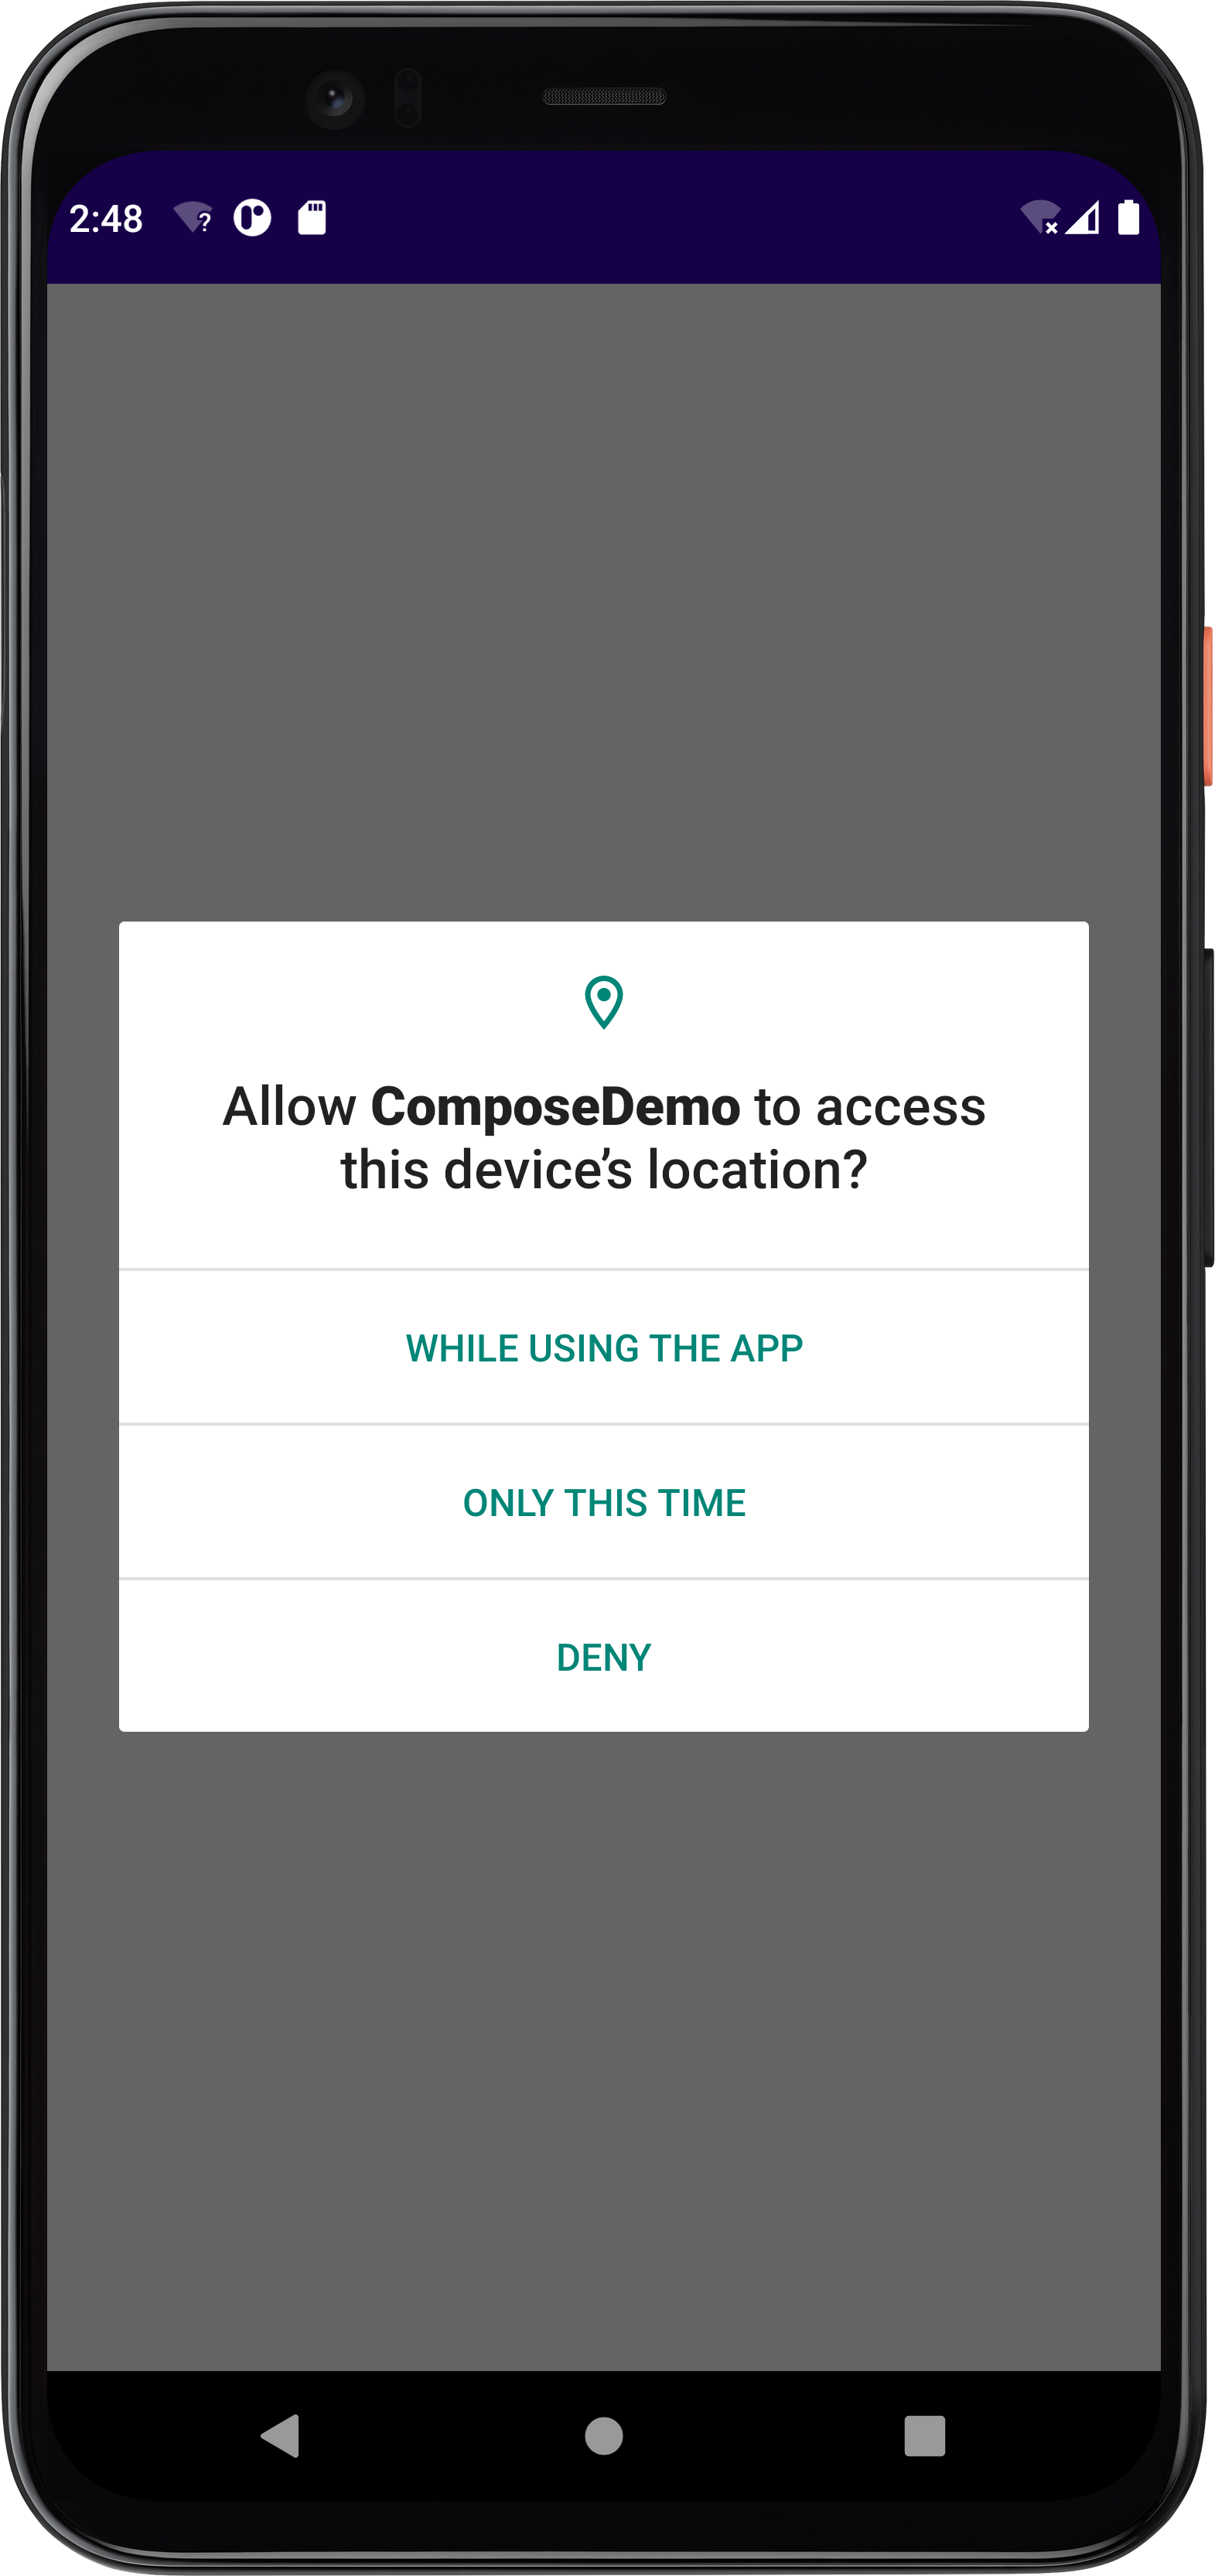 2:48
Allow ComposeDemo to access
this device’s location?
WHILE USING THE APP
ONLY THIS TIME
DENY